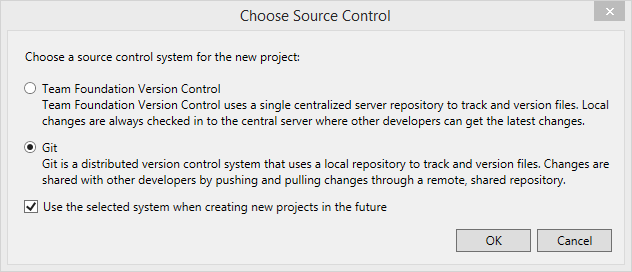 Choose Source Control
Choose a source control system for the new project:
Team Foundation Version Control
Team Foundation Version Control uses a single centralized server repository to track and version files. Local
changes are always checked in to the central server where other developers can get the latest changes.
Git
Git is a distributed version control system that uses a local repository to track and version files. Changes are
shared with other developers by pushing and pulling changes through a remote, shared repository.
Use the selected system when creating new projects in the future
OK
Cancel